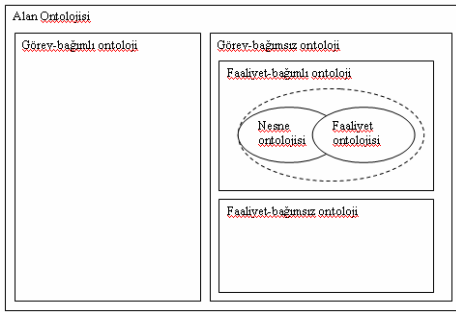 Alan Ontolojisi
Görev-bağımlı ontoloji
Görev-bağımsız ontoloji
Faaliyet-bağımlı ontoloji
Nesne
ontolojisi
Faaliyet
ontolojisi
Faaliyet-bağımsız ontoloji